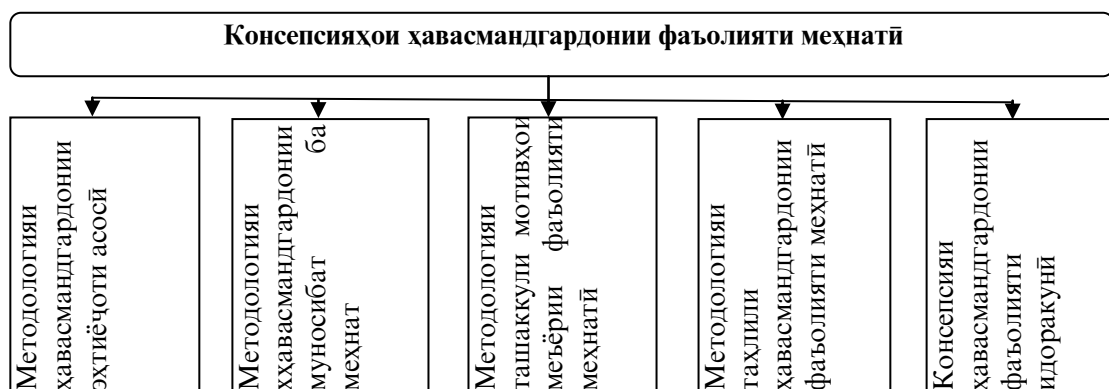 Консепсияҳои ҳавасмандгардонии фаъолияти меҳнатӣ
Методологияи
ҳавасмандгардонии
эҳтиёҷоти асосӣ
Методологияи
хҳавасмандгардонии
муносибат ба
меҳнат
Методологияи
ташаккули мотивҳои
меъёрии фаъолияти
меҳнатӣ
Методологияи
таҳлили
ҳавасмандгардонии
фаъолияти меҳнатӣ
Консепсияи
ҳавасмандгардонии
фаъолияти
идоракунӣ